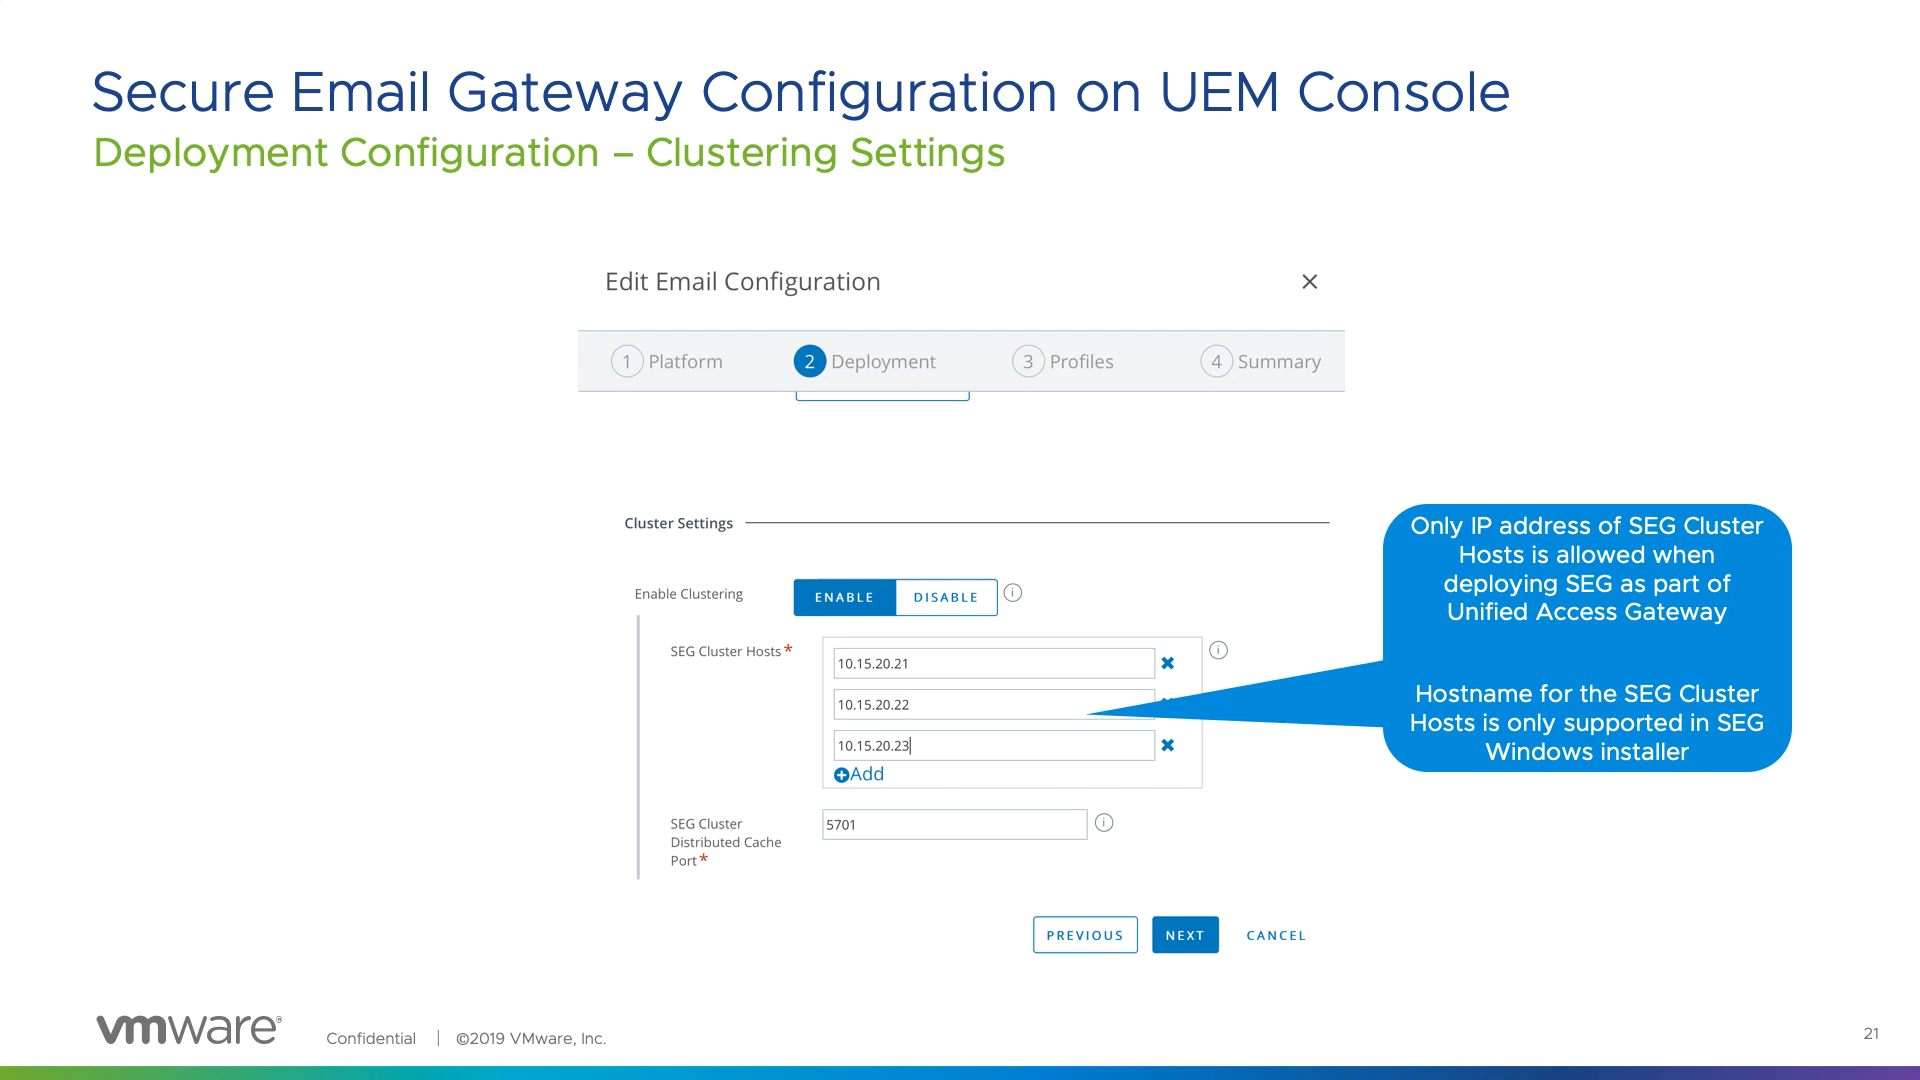 Secure Email Gateway Configuration on UEM Console
Deployment Configuration – Clustering Settings
Edit Email Configuration
1 Platform
2 Deployment
3 Profiles
4 Summary
Cluster Settings
Enable Clustering
ENABLE
DISABLE
SEG Cluster Hosts *
10.15.20.21
10.15.20.22
10.15.20.23
Add
SEG Cluster
Distributed Cache
Port *
5701
Only IP address of SEG Cluster
Hosts is allowed when
deploying SEG as part of
Unified Access Gateway
Hostname for the SEG Cluster
Hosts is only supported in SEG
Windows installer
PREVIOUS
NEXT
CANCEL
vmware®
Confidential | ©2019 VMware, Inc.
21